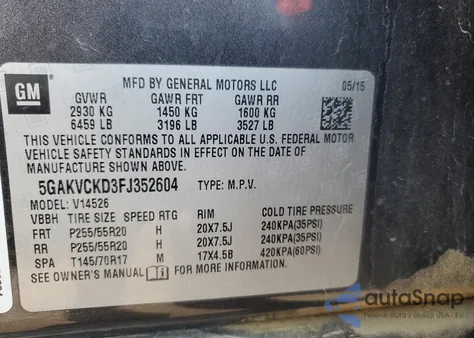 GM
MFD BY GENERAL MOTORS LLC 05/15
GVWR GAWR FRT GAWR RR
2930 KG 1450 KG 1600 KG
6459 LB 3196 LB 3527 LB
THIS VEHICLE CONFORMS TO ALL APPLICABLE U.S. FEDERAL MOTOR
VEHICLE SAFETY STANDARDS IN EFFECT ON THE DATE OF
MANUFACTURE SHOWN ABOVE.
5GAKVCKD3FJ352604 TYPE: M.P.V.
MODEL: V14526
VBBH TIRE SIZE SPEED RTG RIM COLD TIRE PRESSURE
FRT P255/55R20 H 20X7.5J 240KPA(35PSI)
RR P255/55R20 H 20X7.5J 240KPA(35PSI)
SPA T145/70R17 M 17X4.5B 420KPA(60PSI)
SEE OWNER'S MANUAL FOR MORE INFORMATION
autoSnap